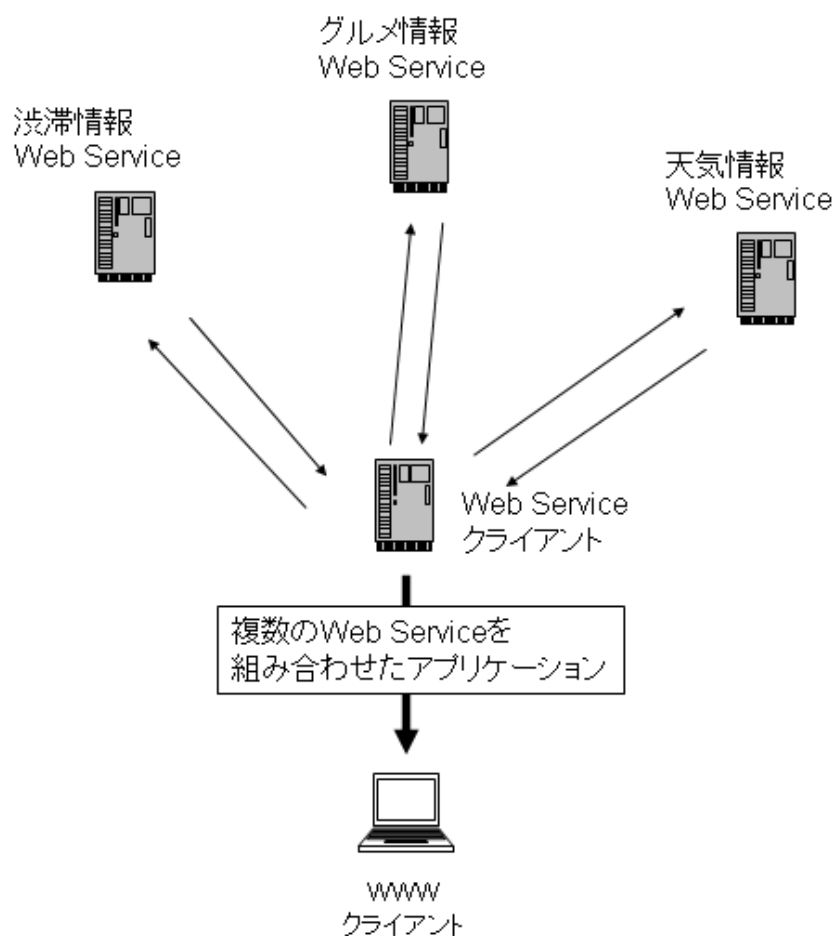 グルメ情報
Web Service
渋滞情報
Web Service
天気情報
Web Service
Web Service
クライアント
複数のWeb Serviceを
組み合わせたアプリケーション
WWW
クライアント